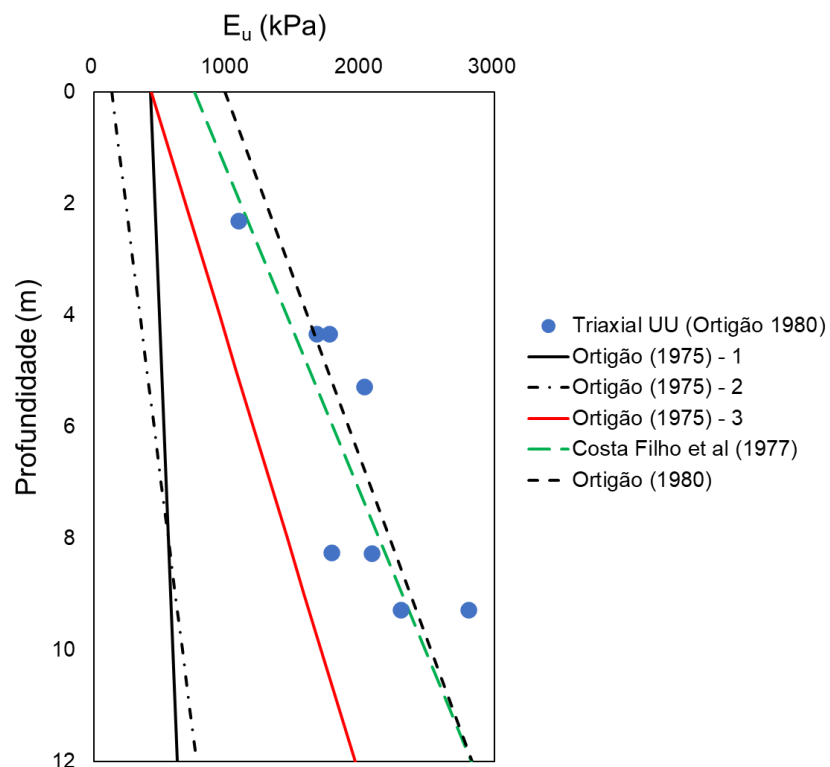 E_u (kPa)
0 1000 2000 3000
0
2
4
6
8
10
12
Profundidade (m)
Triaxial UU (Ortigão 1980)
Ortigão (1975) - 1
Ortigão (1975) - 2
Ortigão (1975) - 3
Costa Filho et al (1977)
Ortigão (1980)